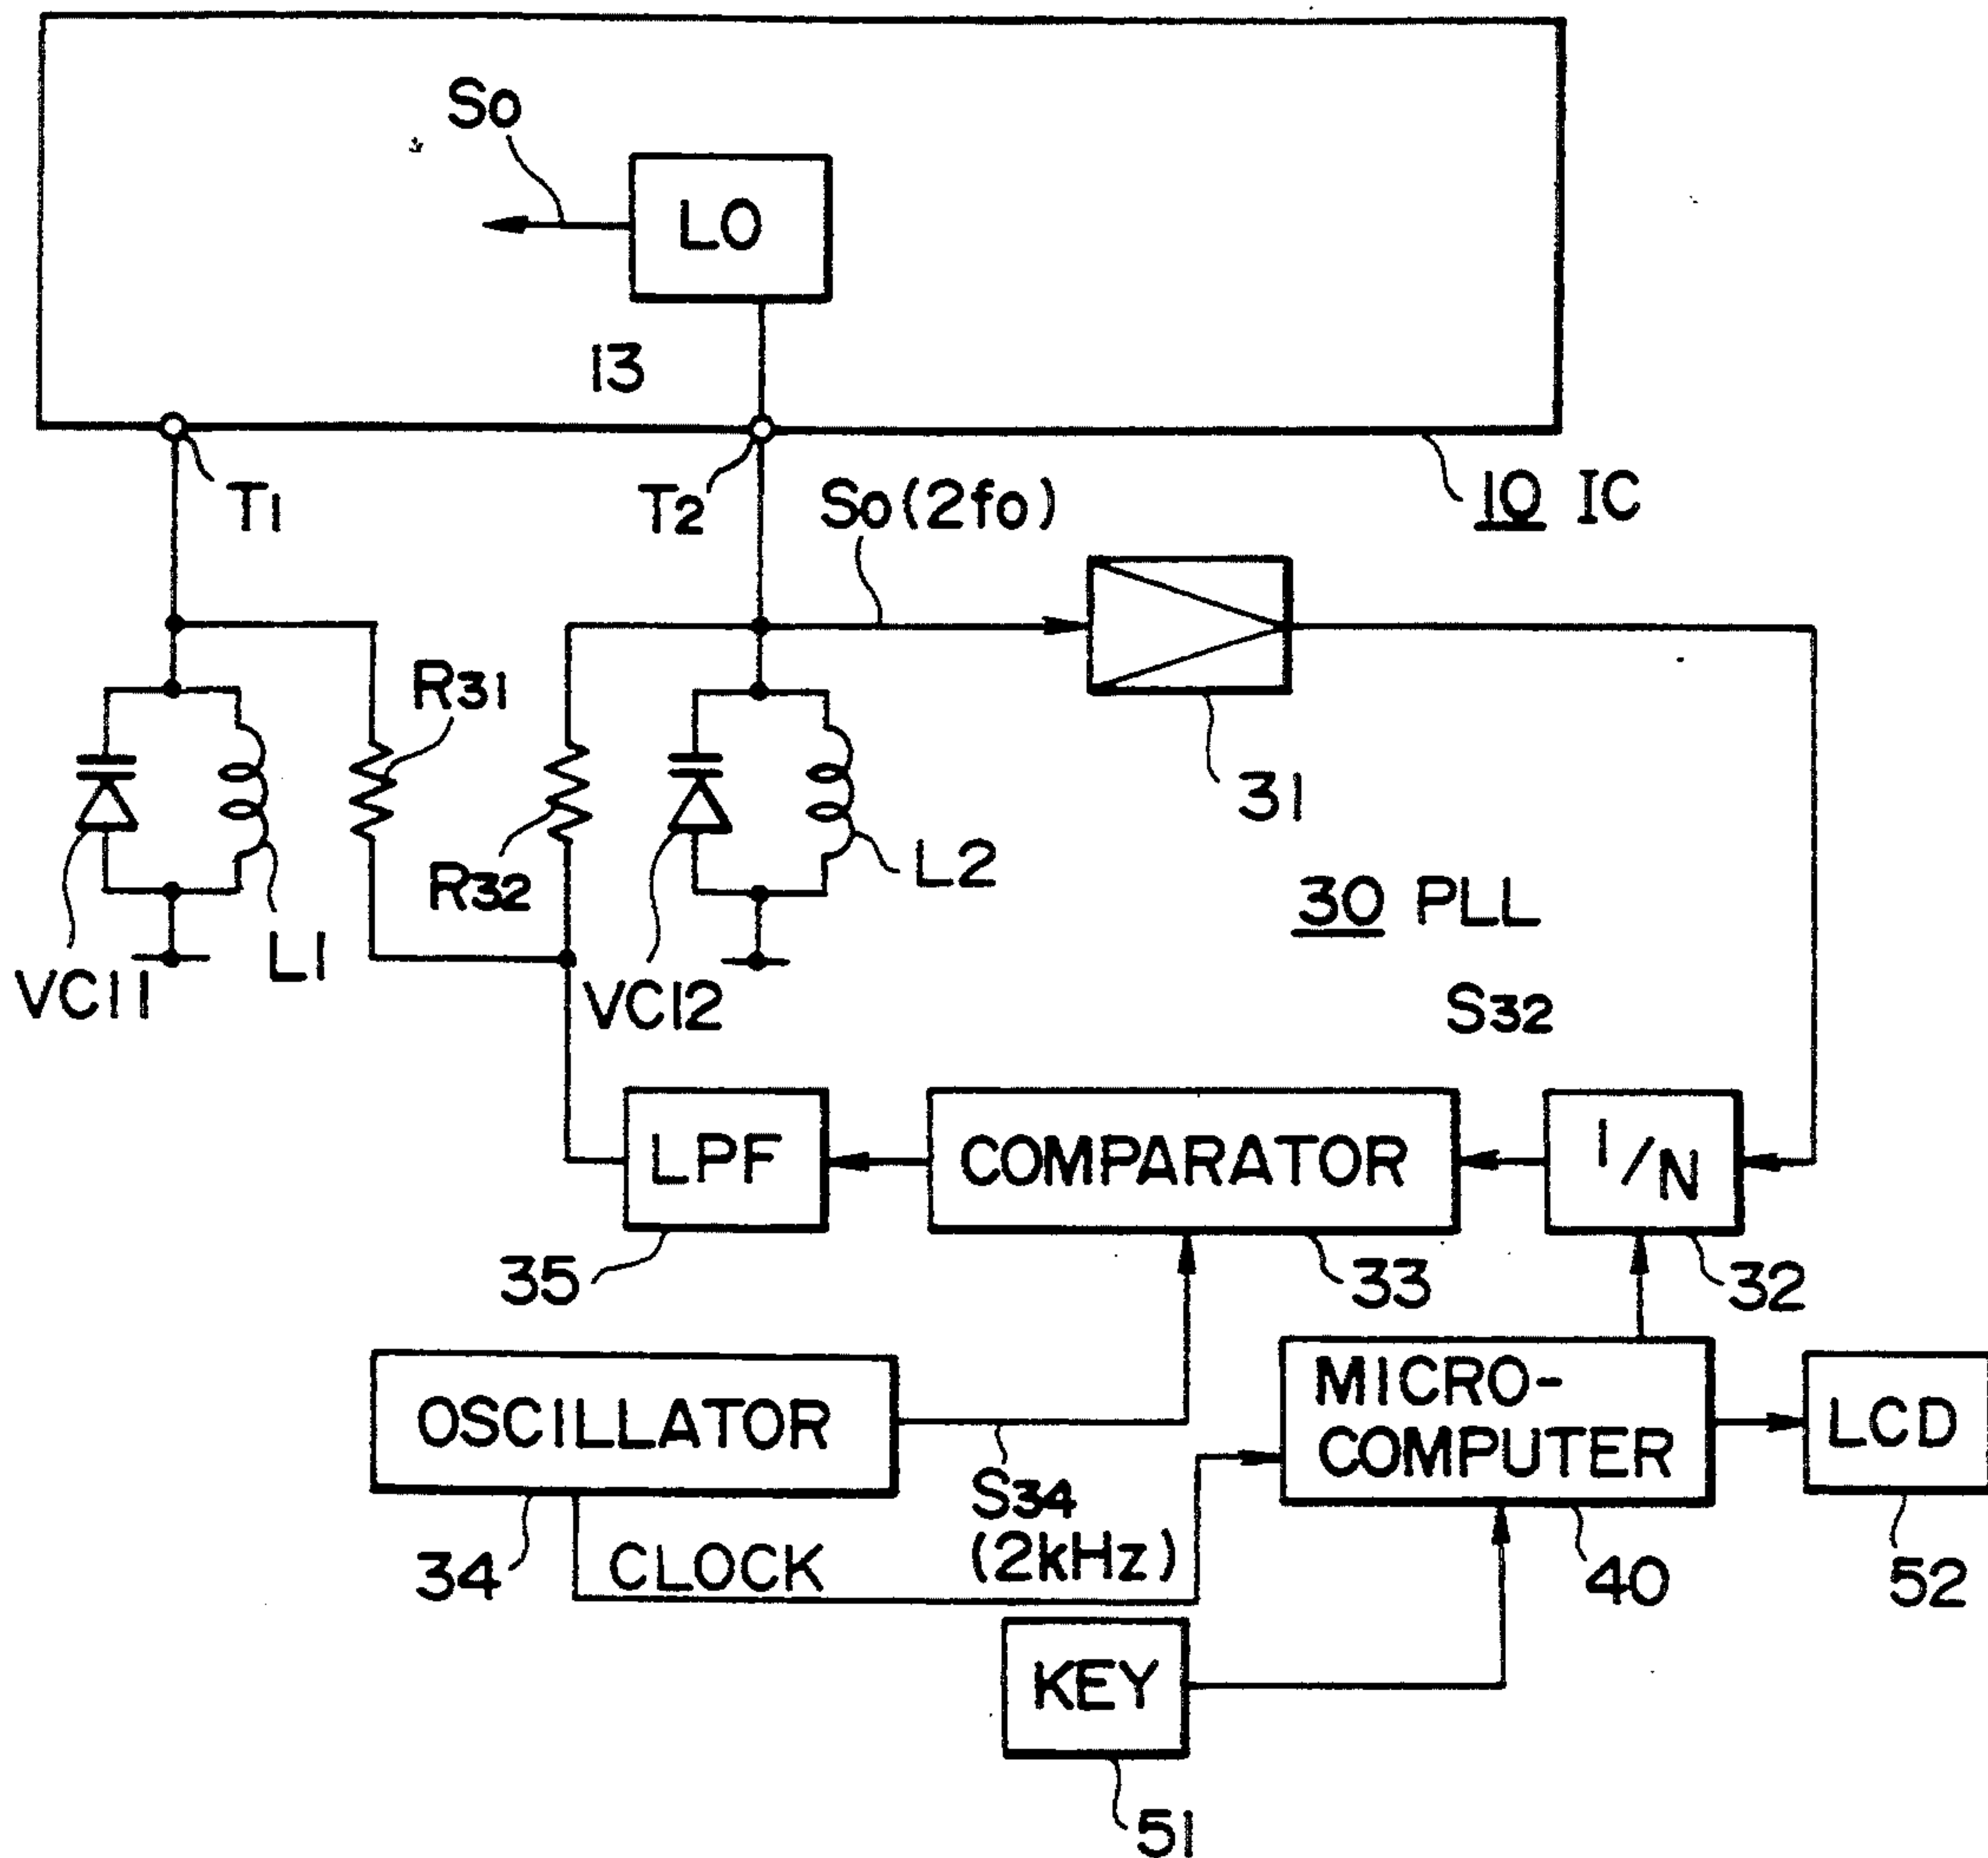 So
LO
13
T1
T2
So(2fo)
10 IC
R31
R32
31
L2
30 PLL
VC11
L1
VC12
S32
LPF
COMPARATOR
1/N
35
33
32
OSCILLATOR
MICRO-
COMPUTER
LCD
S34
(2kHz)
34
CLOCK
40
52
KEY
51